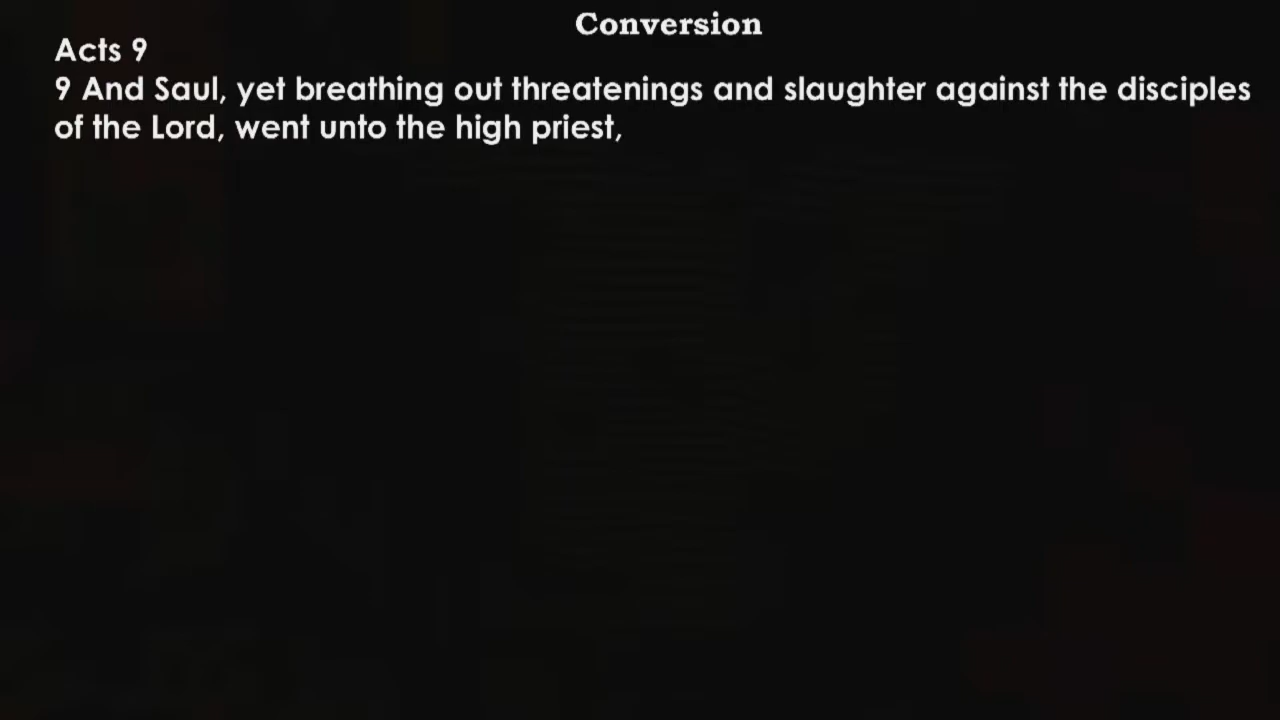 Conversion
Acts 9
9 And Saul, yet breathing out threatenings and slaughter against the disciples
of the Lord, went unto the high priest,